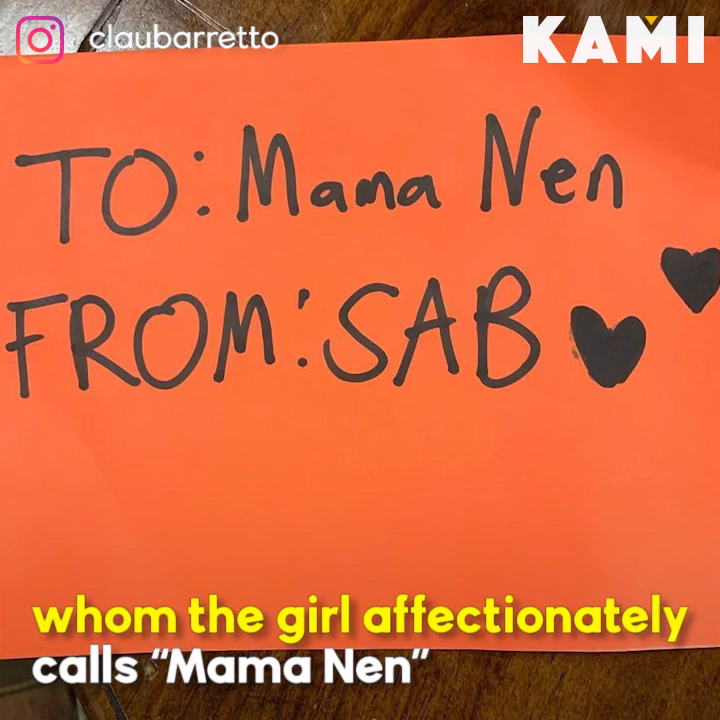 claubarretto
KAMI
TO: Mama Nen
FROM: SAB
whom the girl affectionately
calls “Mama Nen”